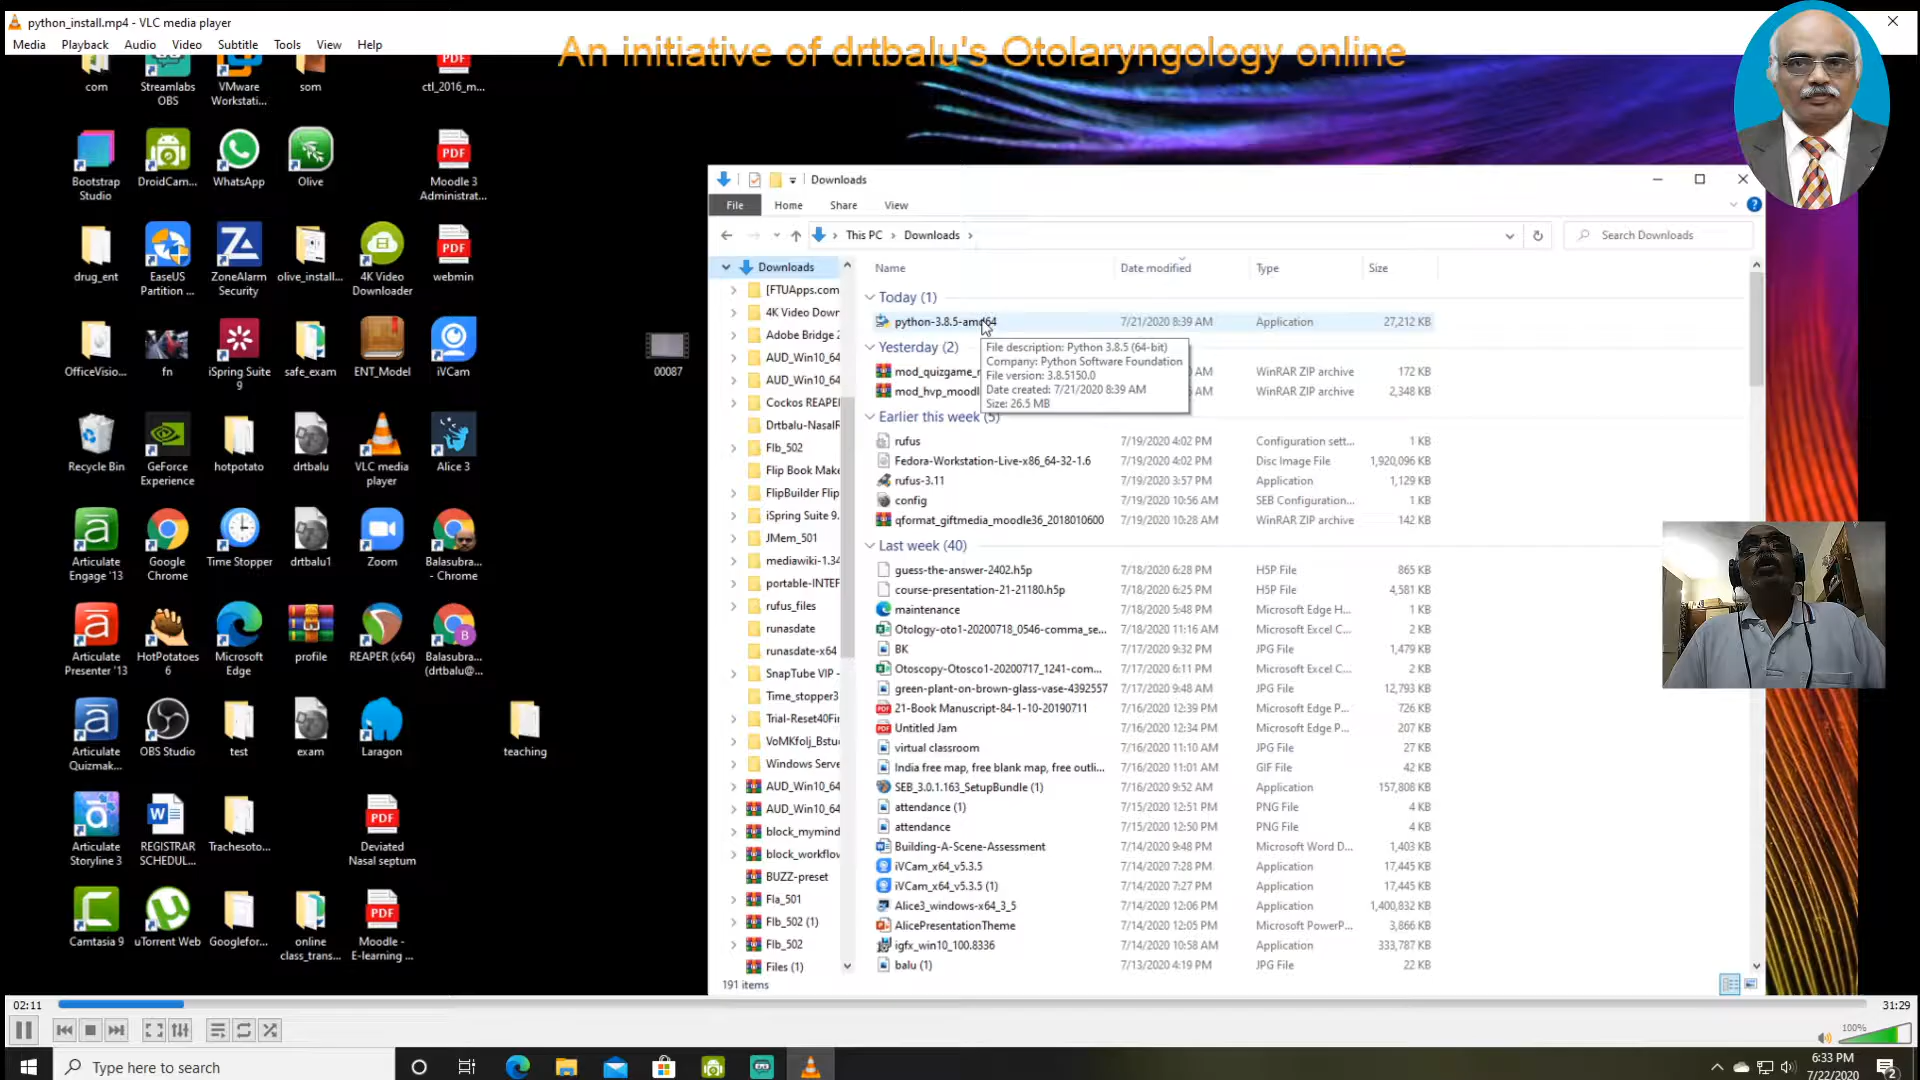 python_install.mp4 - VLC media player
Media Playback Audio Video Subtitle Tools View Help
An initiative of drtbalu's Otolaryngology online
com
Streamlabs OBS
VMware Workstati...
som
ctl_2016_m...
Bootstrap Studio
DroidCam...
WhatsApp
Olive
Moodle 3 Administrat...
drug_ent
EaseUS Partition ...
ZoneAlarm Security
olive_install...
4K Video Downloader
webmin
OfficeVisio...
fn
iSpring Suite 9
safe_exam
ENT_Model
iVCam
00087
Recycle Bin
GeForce Experience
hotpotato
drtbalu
VLC media player
Alice 3
Articulate Engage '13
Google Chrome
Time Stopper
drtbalu1
Zoom
Balasubra... - Chrome
Articulate Presenter '13
HotPotatoes 6
Microsoft Edge
profile
REAPER (x64)
Balasubra... (drtbalu@...
Articulate Quizmak...
OBS Studio
test
exam
Laragon
teaching
Articulate Storyline 3
REGISTRAR SCHEDUL...
Trachesoto...
Deviated Nasal septum
Camtasia 9
uTorrent Web
Googlefor...
online class_trans...
Moodle - E-learning ...
Downloads
File Home Share View
This PC > Downloads >
Search Downloads
Downloads
[FTUApps.com
4K Video Down
Adobe Bridge 2
AUD_Win10_64
AUD_Win10_64
Cockos REAPE
Drtbalu-NasalF
Flb_502
Flip Book Make
FlipBuilder Flip
iSpring Suite 9.
JMem_501
mediawiki-1.34
portable-INTEF
rufus_files
runasdate
runasdate-x64
SnapTube VIP -
Time_stopper3
Trial-Reset40Fi
VoMKfolj_Bstu
Windows Serve
AUD_Win10_64
AUD_Win10_64
block_mymind
block_workflow
BUZZ-preset
Fla_501
Flb_502 (1)
Flb_502
Files (1)
Name Date modified Type Size
Today (1)
python-3.8.5-amd64 7/21/2020 8:39 AM Application 27,212 KB
Yesterday (2)
mod_quizgame_ AM WinRAR ZIP archive 172 KB
mod_hvp_moodl AM WinRAR ZIP archive 2,348 KB
File description: Python 3.8.5 (64-bit)
Company: Python Software Foundation
File version: 3.8.5150.0
Date created: 7/21/2020 8:39 AM
Size: 26.5 MB
Earlier this week (5)
rufus 7/19/2020 4:02 PM Configuration sett... 1 KB
Fedora-Workstation-Live-x86_64-32-1.6 7/19/2020 4:02 PM Disc Image File 1,920,096 KB
rufus-3.11 7/19/2020 3:57 PM Application 1,129 KB
config 7/19/2020 10:56 AM SEB Configuration... 1 KB
qformat_giftmedia_moodle36_2018010600 7/19/2020 10:28 AM WinRAR ZIP archive 142 KB
Last week (40)
guess-the-answer-2402.h5p 7/18/2020 6:28 PM H5P File 865 KB
course-presentation-21-21180.h5p 7/18/2020 6:25 PM H5P File 4,581 KB
maintenance 7/18/2020 5:48 PM Microsoft Edge H... 1 KB
Otology-oto1-20200718_0546-comma_se... 7/18/2020 11:16 AM Microsoft Excel C... 2 KB
BK 7/17/2020 9:32 PM JPG File 1,479 KB
Otoscopy-Otosco1-20200717_1241-com... 7/17/2020 6:11 PM Microsoft Excel C... 2 KB
green-plant-on-brown-glass-vase-4392557 7/17/2020 9:48 AM JPG File 12,793 KB
21-Book Manuscript-84-1-10-20190711 7/16/2020 12:39 PM Microsoft Edge P... 726 KB
Untitled Jam 7/16/2020 12:34 PM Microsoft Edge P... 207 KB
virtual classroom 7/16/2020 11:10 AM JPG File 27 KB
India free map, free blank map, free outli... 7/16/2020 11:01 AM GIF File 42 KB
SEB_3.0.1.163_SetupBundle (1) 7/16/2020 9:52 AM Application 157,808 KB
attendance (1) 7/15/2020 12:51 PM PNG File 4 KB
attendance 7/15/2020 12:50 PM PNG File 4 KB
Building-A-Scene-Assessment 7/14/2020 9:48 PM Microsoft Word D... 1,403 KB
iVCam_x64_v5.3.5 7/14/2020 7:28 PM Application 17,445 KB
iVCam_x64_v5.3.5 (1) 7/14/2020 7:27 PM Application 17,445 KB
Alice3_windows-x64_3_5 7/14/2020 12:06 PM Application 1,400,832 KB
AlicePresentationTheme 7/14/2020 12:05 PM Microsoft PowerP... 3,866 KB
igfx_win10_100.8336 7/14/2020 10:58 AM Application 333,787 KB
balu (1) 7/13/2020 4:19 PM JPG File 22 KB
191 items
02:11
31:29
100%
Type here to search
6:33 PM
7/22/2020
2